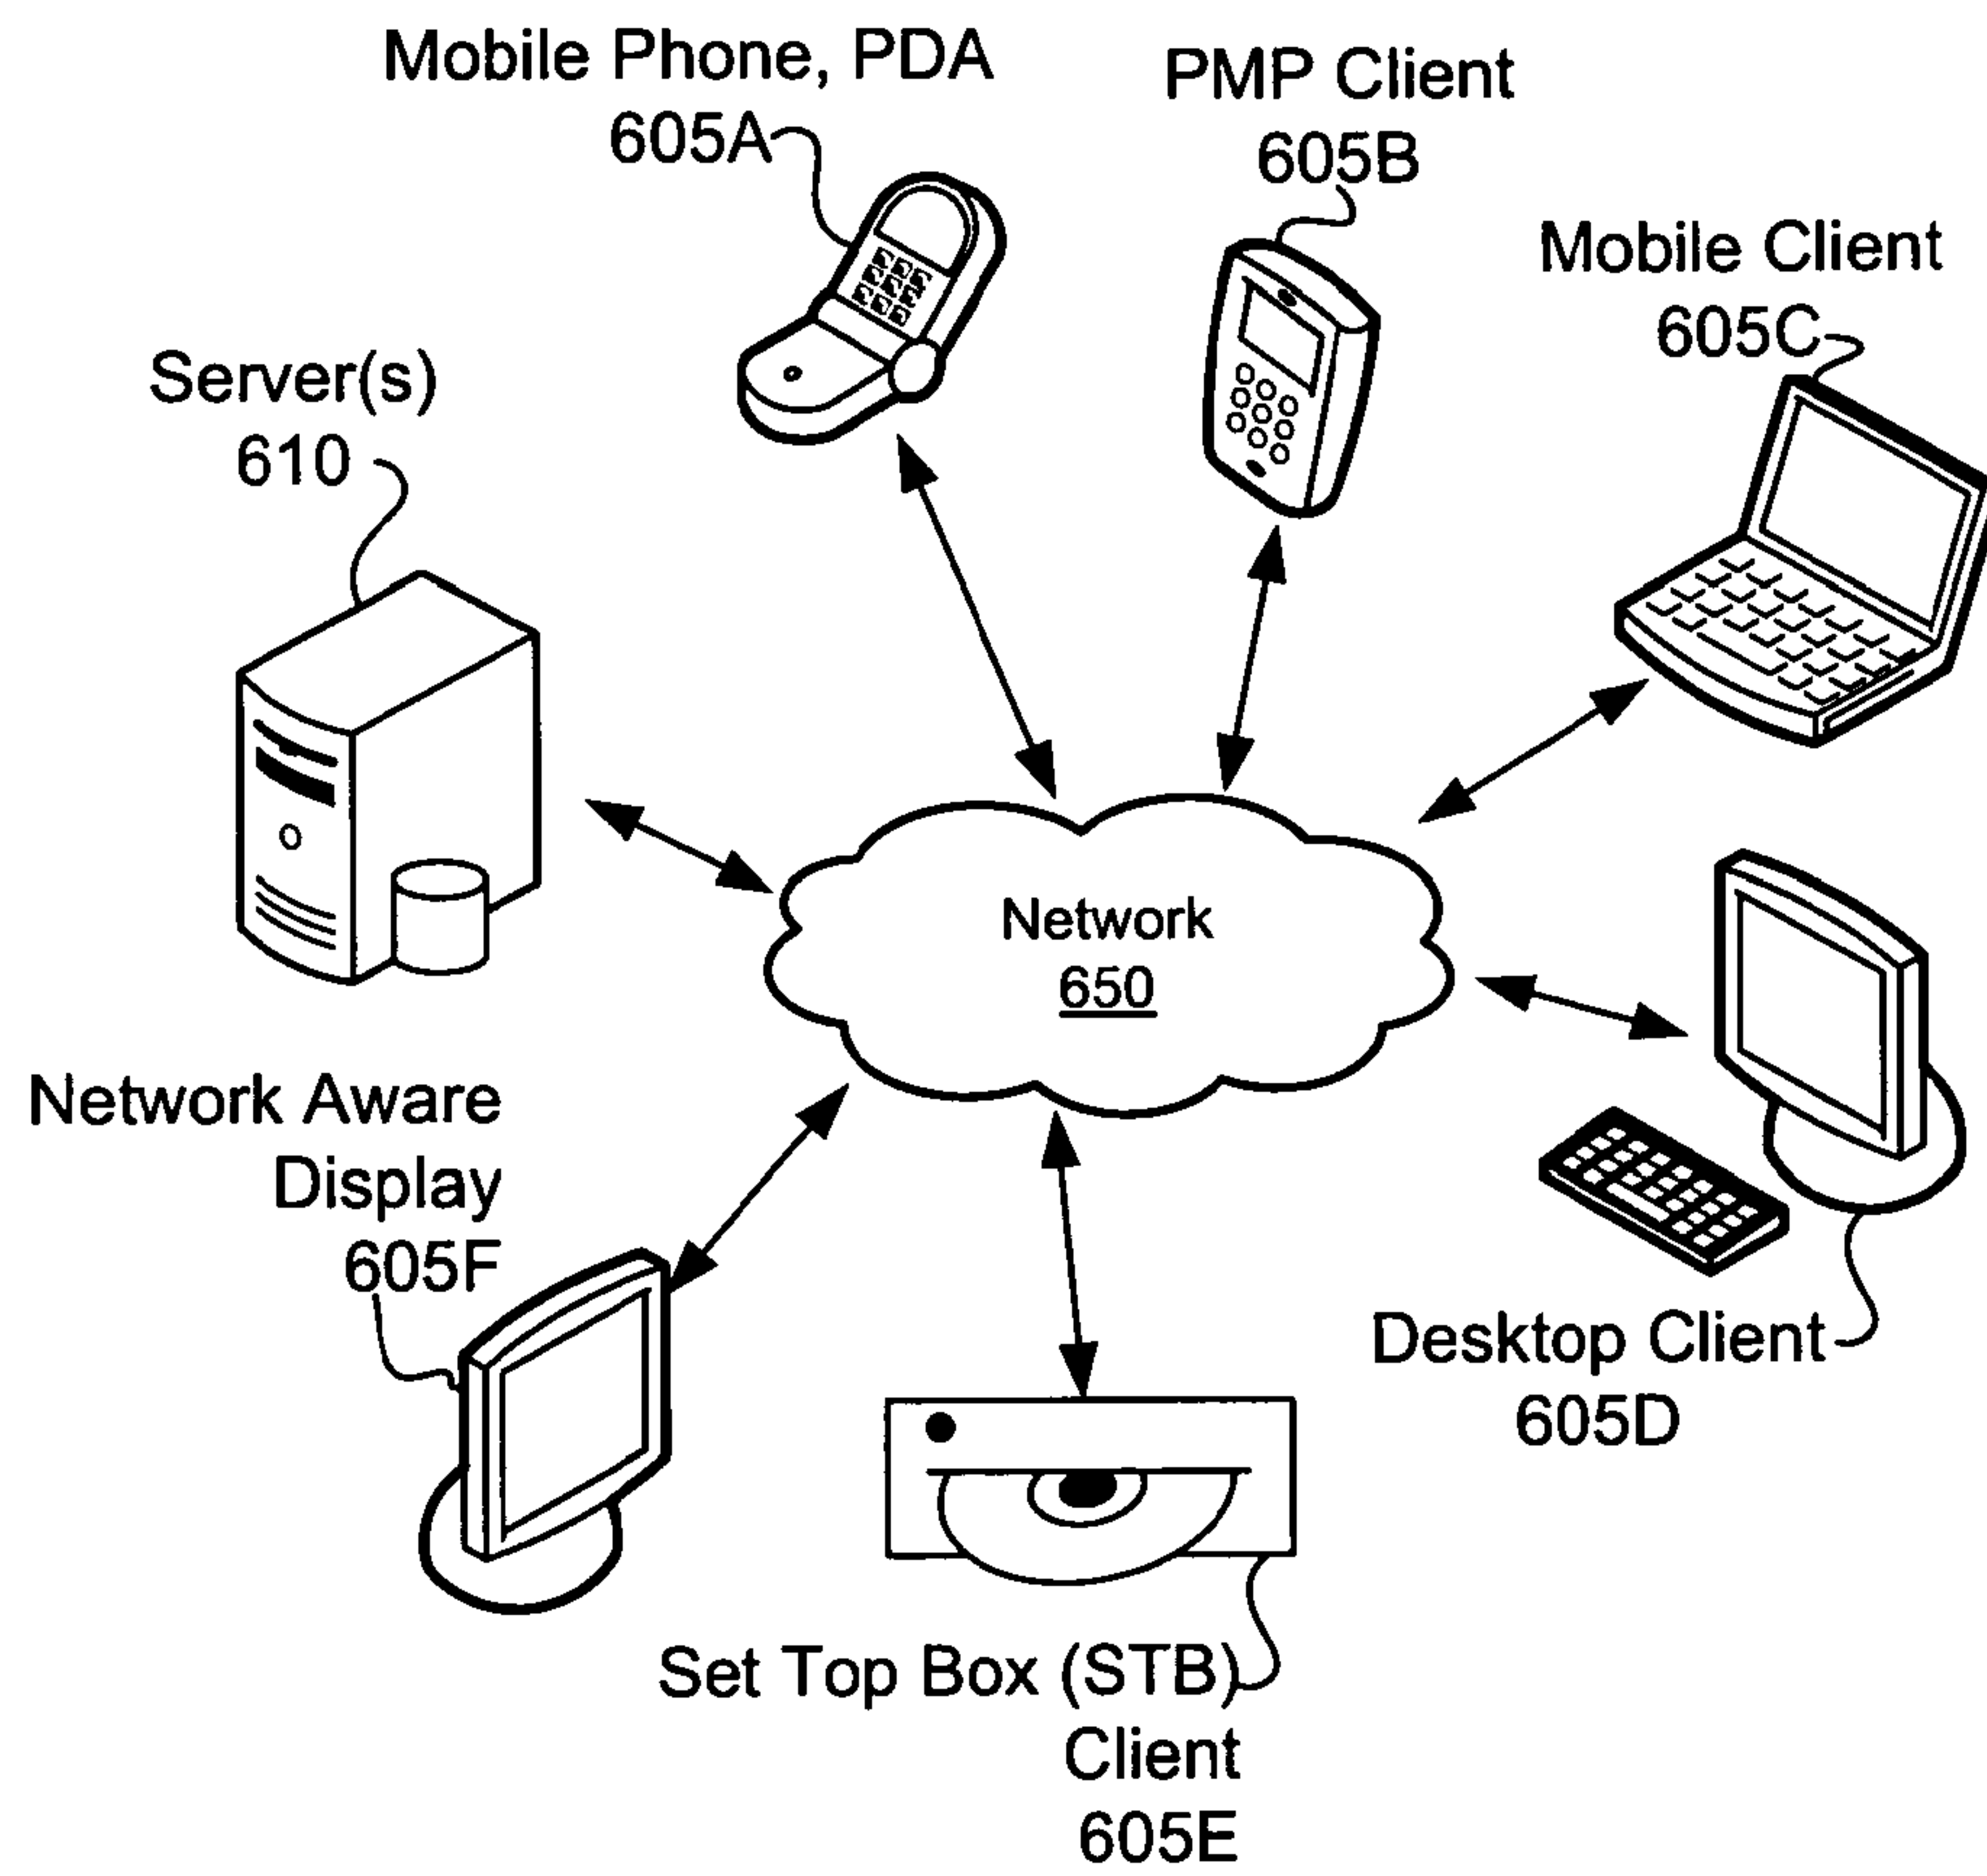 Mobile Phone, PDA
605A
PMP Client
605B
Mobile Client
605C
Server(s)
610
Network
650
Network Aware
Display
605F
Desktop Client
605D
Set Top Box (STB)
Client
605E